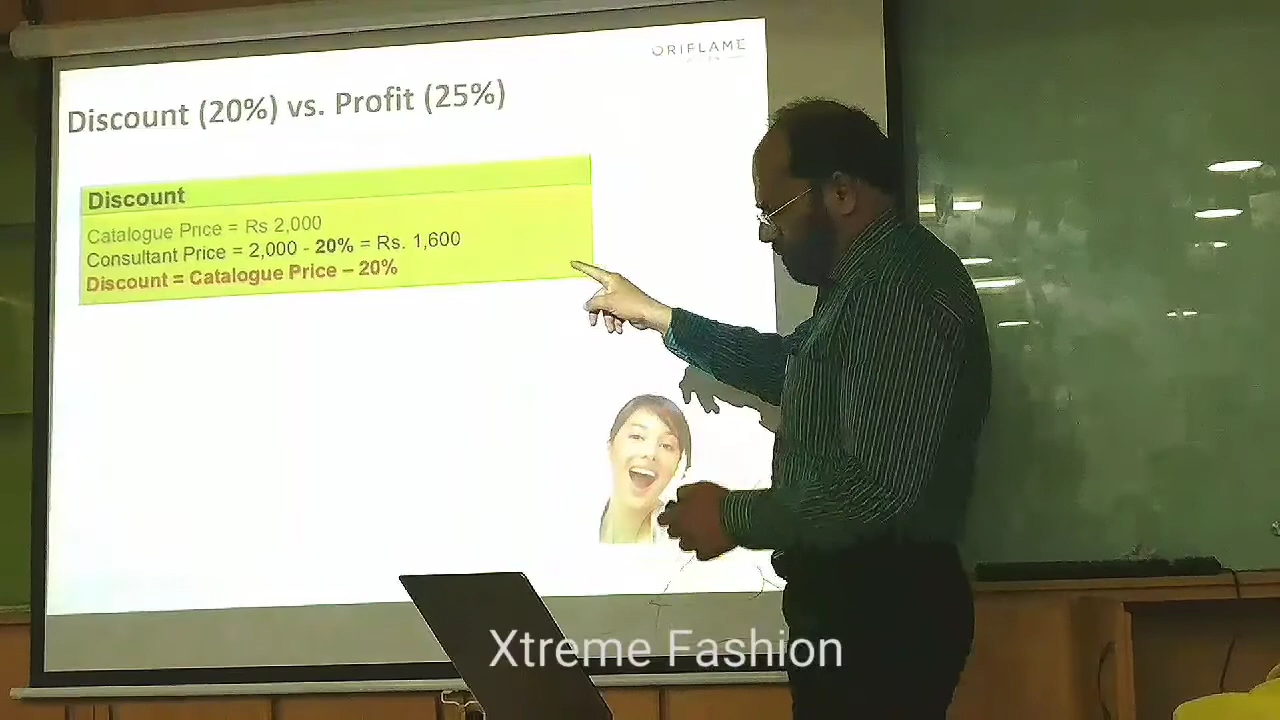 ORIFLAME
Discount (20%) vs. Profit (25%)
Discount
Catalogue Price = Rs 2,000
Consultant Price = 2,000 - 20% = Rs. 1,600
Discount = Catalogue Price – 20%
Xtreme Fashion